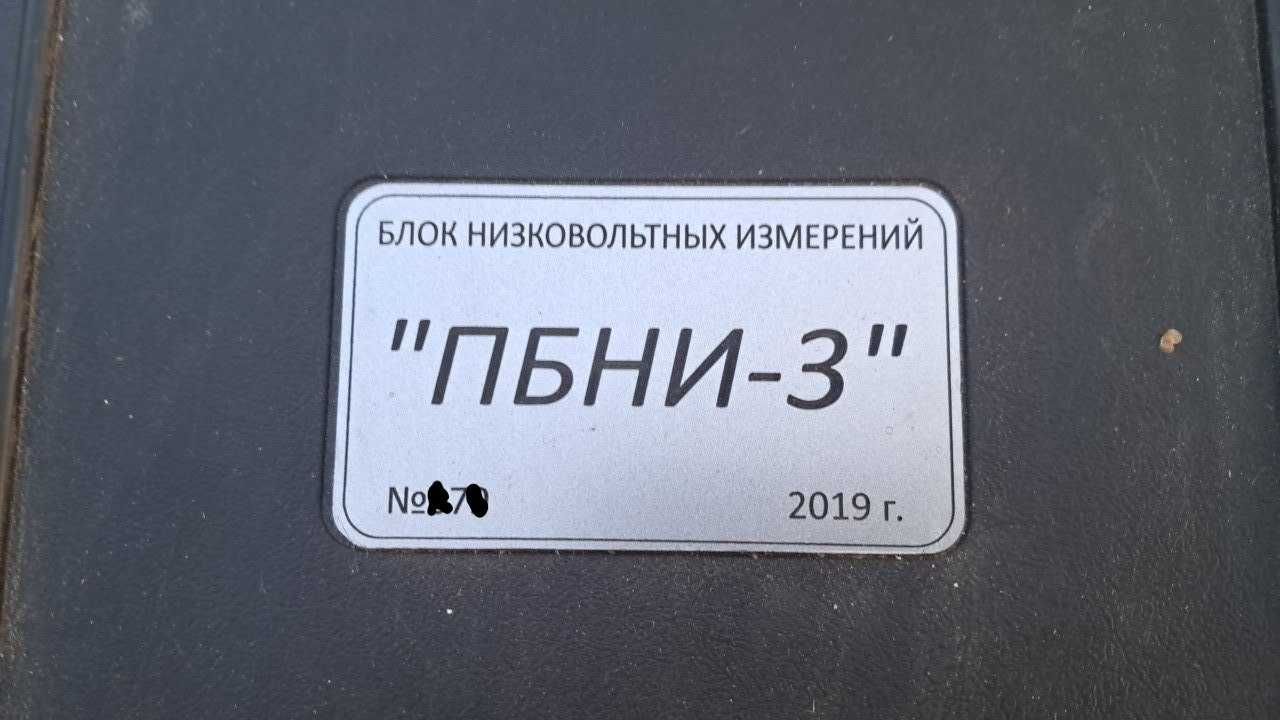 БЛОК НИЗКОВОЛЬТНЫХ ИЗМЕРЕНИЙ
"ПБНИ-3"
№ 2019 г.